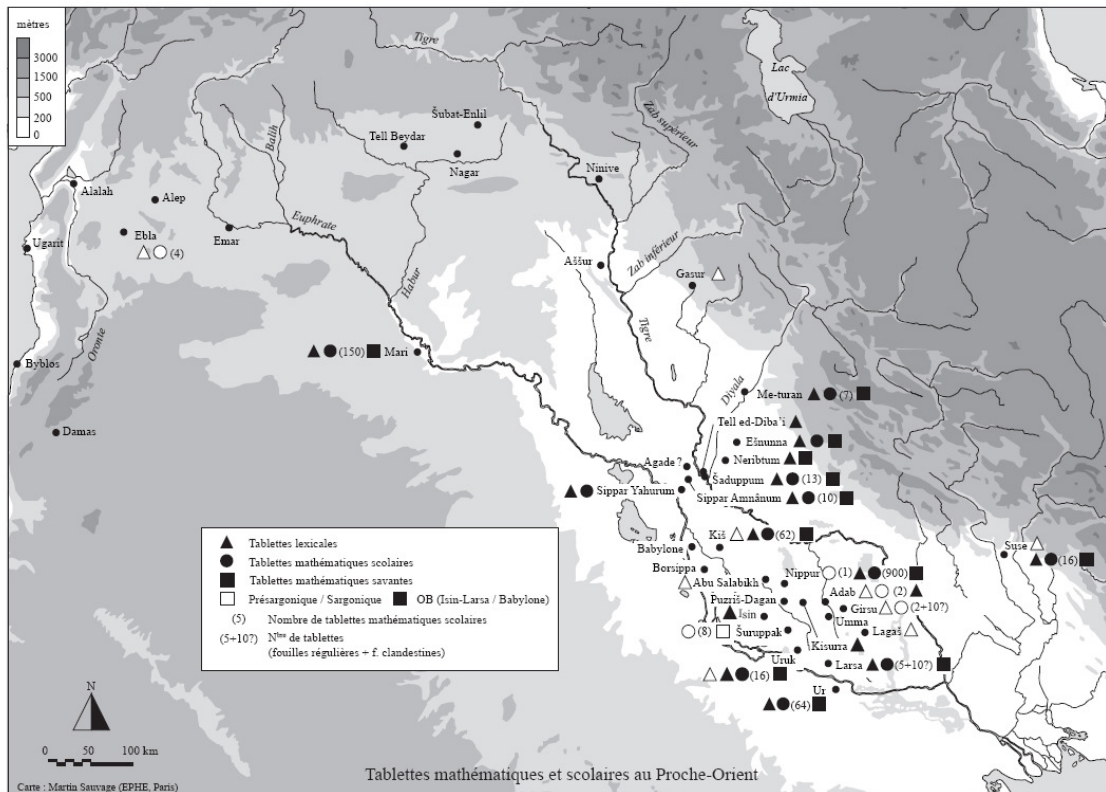 mètres
3000
1500
500
200
0
Tigre
Lac
d'Urmia
Zab supérieur
Balih
Šubat-Enlil
Tell Beydar
Nagar
Ninive
Alalah
Alep
Ugarit
Ebla
(4)
Emar
Euphrate
Habur
Aššur
Zab inférieur
Gasur
Tigre
Oronte
Byblos
(150) Mari
Damas
Diyala
Me-turan (7)
Tell ed-Diba'i
Ešnunna
Neribtum
Agade ?
Šaduppum (13)
Sippar Yahurum
Sippar Amnânum (10)
Kiš (62)
Babylone
Borsippa
Suse
(16)
Abu Salabikh
Nippur (1) (900)
Puzriš-Dagan
Adab (2)
Girsu (2+10?)
Isin
Umma
(8)
Šuruppak
Lagaš
Kisurra
Uruk
(16)
Larsa (5+10?)
Ur
(64)
Tablettes lexicales
Tablettes mathématiques scolaires
Tablettes mathématiques savantes
Présargonique / Sargonique OB (Isin-Larsa / Babylone)
(5) Nombre de tablettes mathématiques scolaires
(5+10?) Nbre de tablettes
(fouilles régulières + f. clandestines)
N
0 50 100 km
Tablettes mathématiques et scolaires au Proche-Orient
Carte : Martin Sauvage (EPHE, Paris)